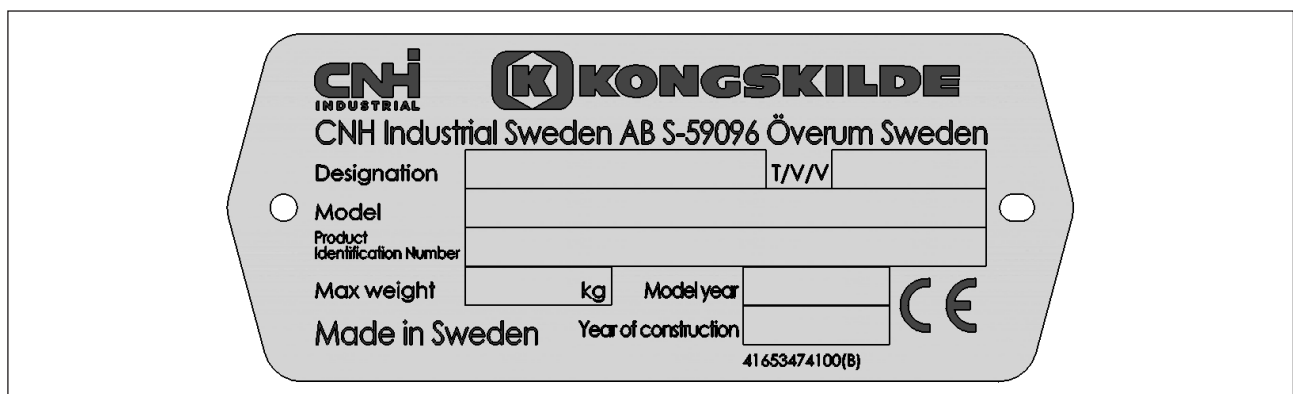 CNHi KONGSKILDE
INDUSTRIAL
CNH Industrial Sweden AB S-59096 Överum Sweden
Designation T/V/V
Model
Product
Identification Number
Max weight kg Model year
Made in Sweden Year of construction
41653474100(B)
CE